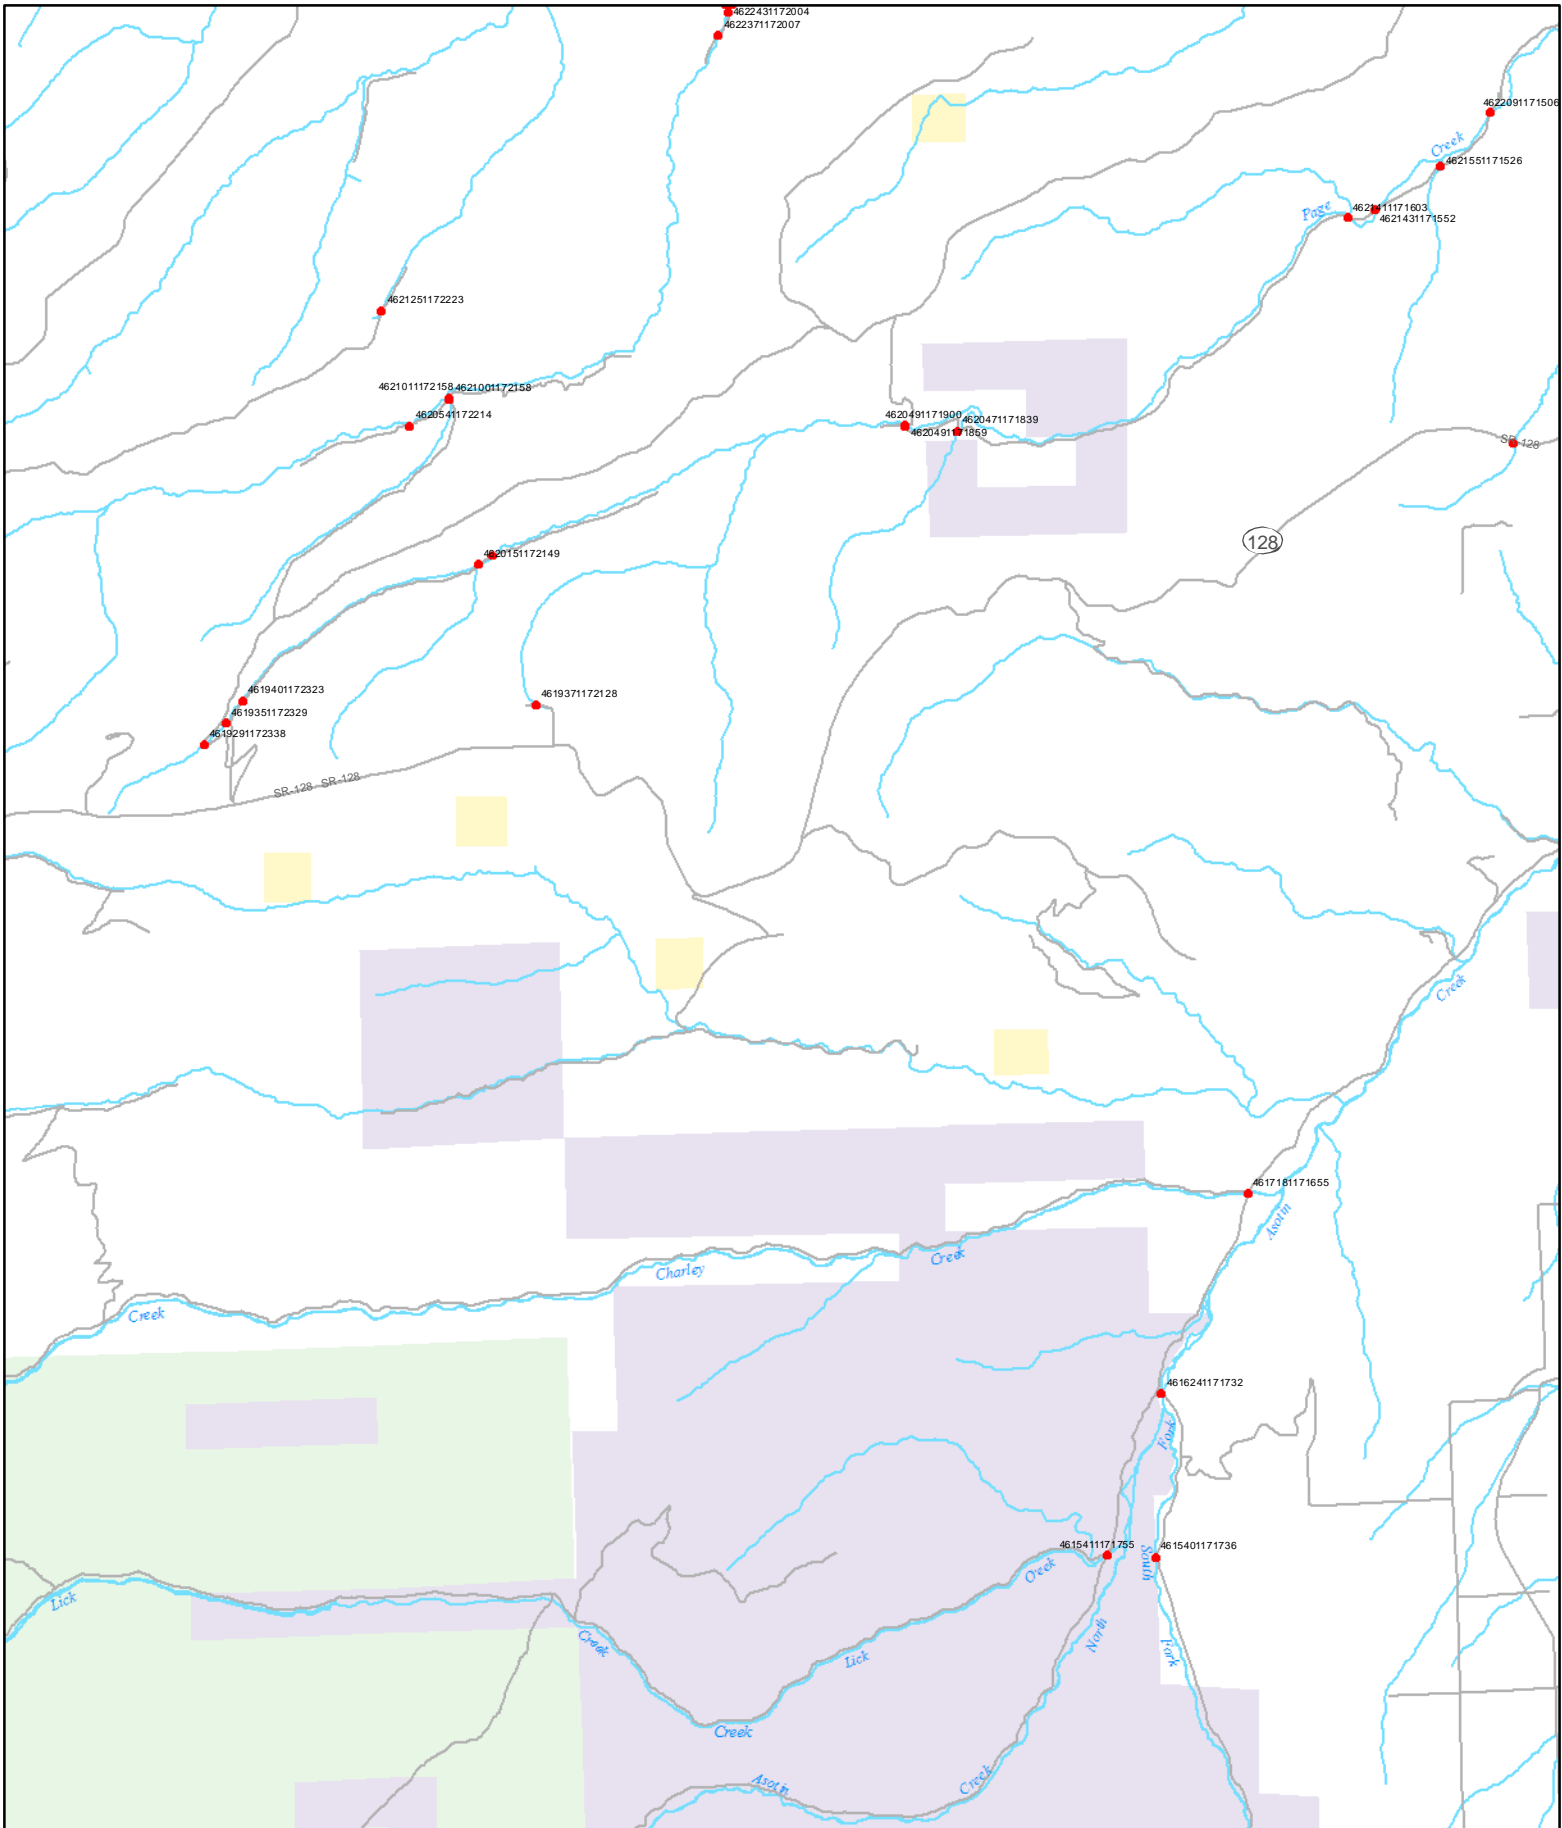 4622431172004
4622371172007
4622091171506
Creek
4621551171526
Page
4621411171603
4621431171552
4621251172223
4621011172158
4621001172158
4620541172214
4620491171900
4620471171839
4620491171859
SR-128
128
4620151172149
4619401172323
4619371172128
4619351172329
4619291172338
SR-128 SR-128
Creek
4617181171655
Asotin
Creek
Charley
Creek
4616241171732
Fork
4615411171755
4615401171736
South
Creek
Lick
North
Creek
Fork
Lick
Creek
Asotin
Creek